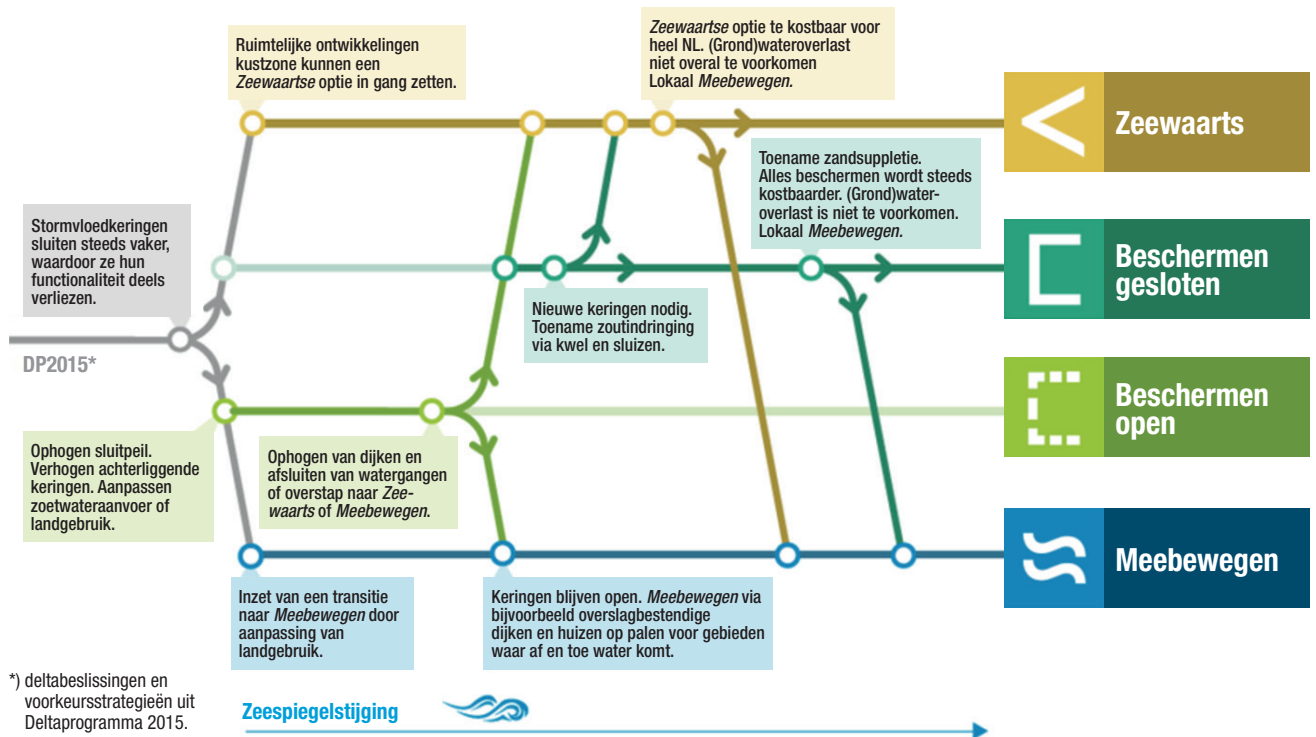 Ruimtelijke ontwikkelingen
kustzone kunnen een
Zeewaartse optie in gang zetten.
Zeewaartse optie te kostbaar voor
heel NL. (Grond)wateroverlast
niet overal te voorkomen
Lokaal Meebewegen.
Zeewaarts
Toename zandsuppletie.
Alles beschermen wordt steeds
kostbaarder. (Grond)water-
overlast is niet te voorkomen.
Lokaal Meebewegen.
Stormvloedkeringen
sluiten steeds vaker,
waardoor ze hun
functionaliteit deels
verliezen.
Beschermen
gesloten
Nieuwe keringen nodig.
Toename zoutindringing
via kwel en sluizen.
DP2015*
Beschermen
open
Ophogen sluitpeil.
Verhogen achterliggende
keringen. Aanpassen
zoetwateraanvoer of
landgebruik.
Ophogen van dijken en
afsluiten van watergangen
of overstap naar Zee-
waarts of Meebewegen.
Meebewegen
Inzet van een transitie
naar Meebewegen door
aanpassing van
landgebruik.
Keringen blijven open. Meebewegen via
bijvoorbeeld overslagbestendige
dijken en huizen op palen voor gebieden
waar af en toe water komt.
*) deltabeslissingen en
voorkeursstrategieën uit
Deltaprogramma 2015.
Zeespiegelstijging